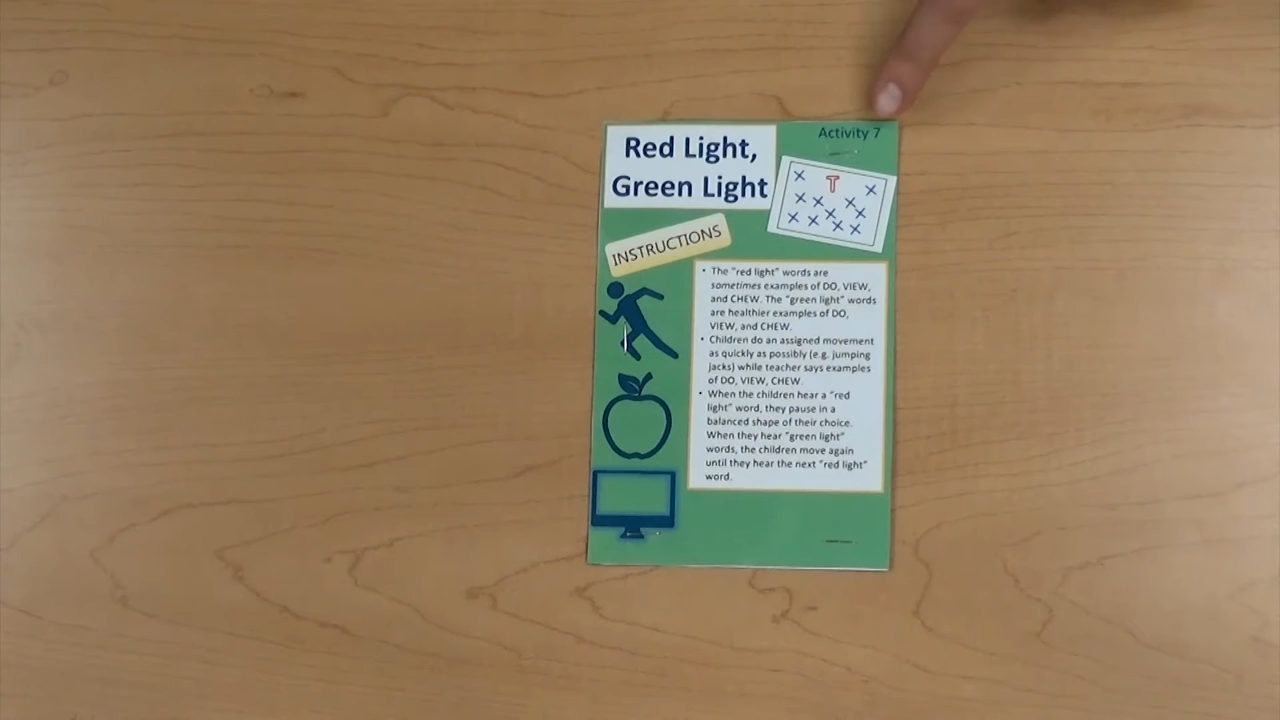 Activity 7
Red Light,
Green Light
T
INSTRUCTIONS
• The "red light" words are
sometimes examples of DO, VIEW,
and CHEW. The "green light" words
are healthier examples of DO,
VIEW, and CHEW.
• Children do an assigned movement
as quickly as possibly (e.g. jumping
jacks) while teacher says examples
of DO, VIEW, CHEW.
• When the children hear a "red
light" word, they pause in a
balanced shape of their choice.
When they hear "green light"
words, the children move again
until they hear the next "red light"
word.